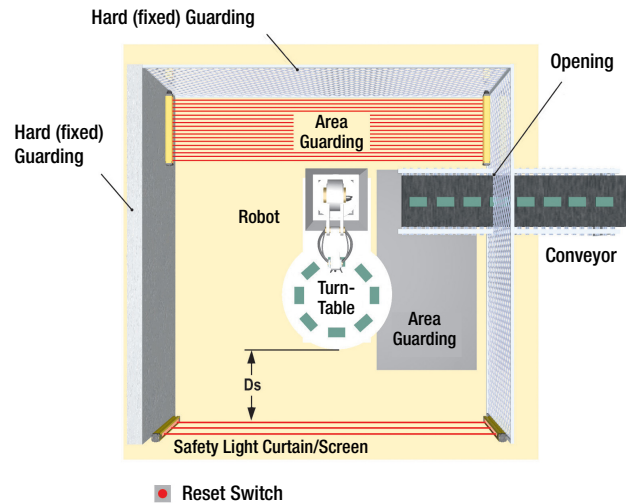 Hard (fixed) Guarding
Opening
Area
Guarding
Hard (fixed)
Guarding
Robot
Conveyor
Turn-
Table
Area
Guarding
Ds
Safety Light Curtain/Screen
Reset Switch